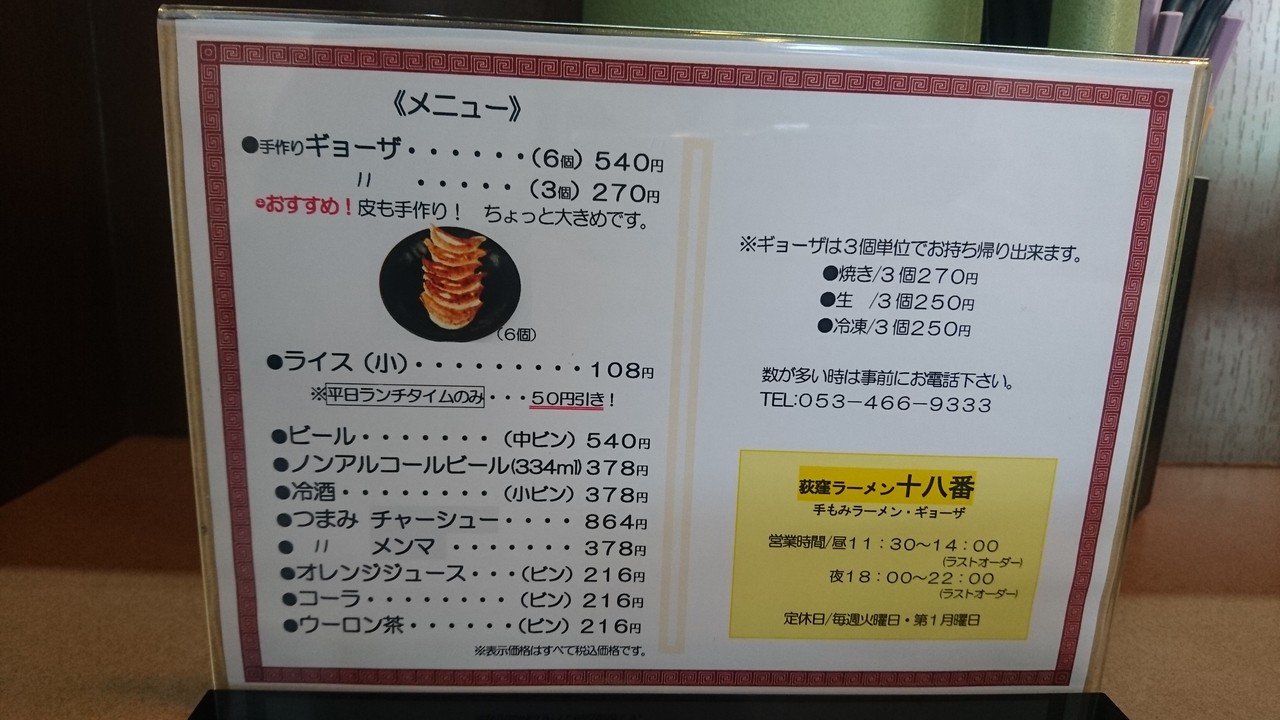 《メニュー》
●手作りギョーザ・・・・・・（6個）540円
〃　・・・・・（3個）270円
おすすめ！皮も手作り！　ちょっと大きめです。
（6個）
●ライス（小）・・・・・・・・・・108円
※平日ランチタイムのみ・・・50円引き！
●ビール・・・・・・・（中ビン）540円
●ノンアルコールビール(334ml)378円
●冷酒・・・・・・・・（小ビン）378円
●つまみ　チャーシュー・・・・864円
●　〃　メンマ・・・・・・・378円
●オレンジジュース・・・（ビン）216円
●コーラ・・・・・・・・（ビン）216円
●ウーロン茶・・・・・・（ビン）216円
※表示価格はすべて税込価格です。
※ギョーザは3個単位でお持ち帰り出来ます。
●焼き/3個270円
●生　/3個250円
●冷凍/3個250円
数が多い時は事前にお電話下さい。
TEL:053－466－9333
荻窪ラーメン十八番
手もみラーメン・ギョーザ
営業時間/昼11：30～14：00
（ラストオーダー）
夜18：00～22：00
（ラストオーダー）
定休日/毎週火曜日・第1月曜日